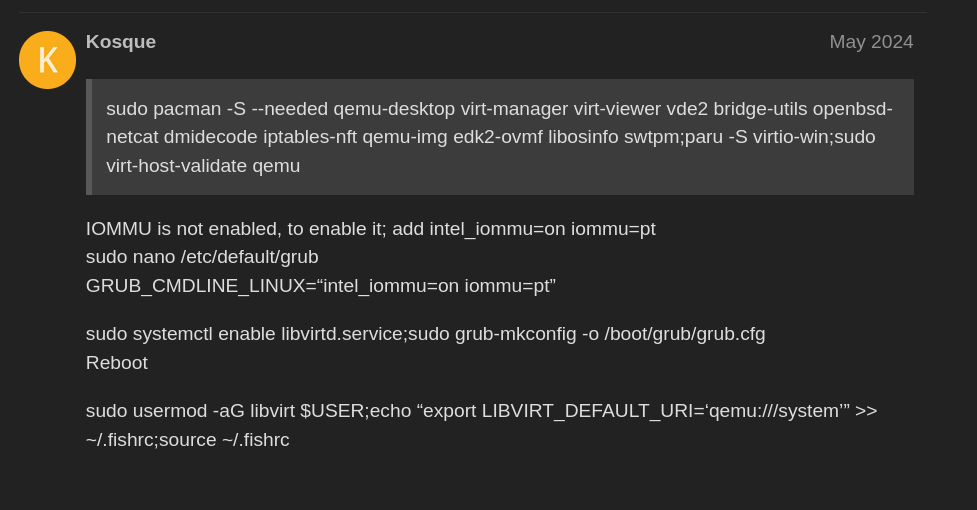 K
Kosque
May 2024
sudo pacman -S --needed qemu-desktop virt-manager virt-viewer vde2 bridge-utils openbsd-
netcat dmidecode iptables-nft qemu-img edk2-ovmf libosinfo swtpm;paru -S virtio-win;sudo
virt-host-validate qemu
IOMMU is not enabled, to enable it; add intel_iommu=on iommu=pt
sudo nano /etc/default/grub
GRUB_CMDLINE_LINUX=“intel_iommu=on iommu=pt”
sudo systemctl enable libvirtd.service;sudo grub-mkconfig -o /boot/grub/grub.cfg
Reboot
sudo usermod -aG libvirt $USER;echo “export LIBVIRT_DEFAULT_URI=‘qemu:///system’” >>
~/.fishrc;source ~/.fishrc